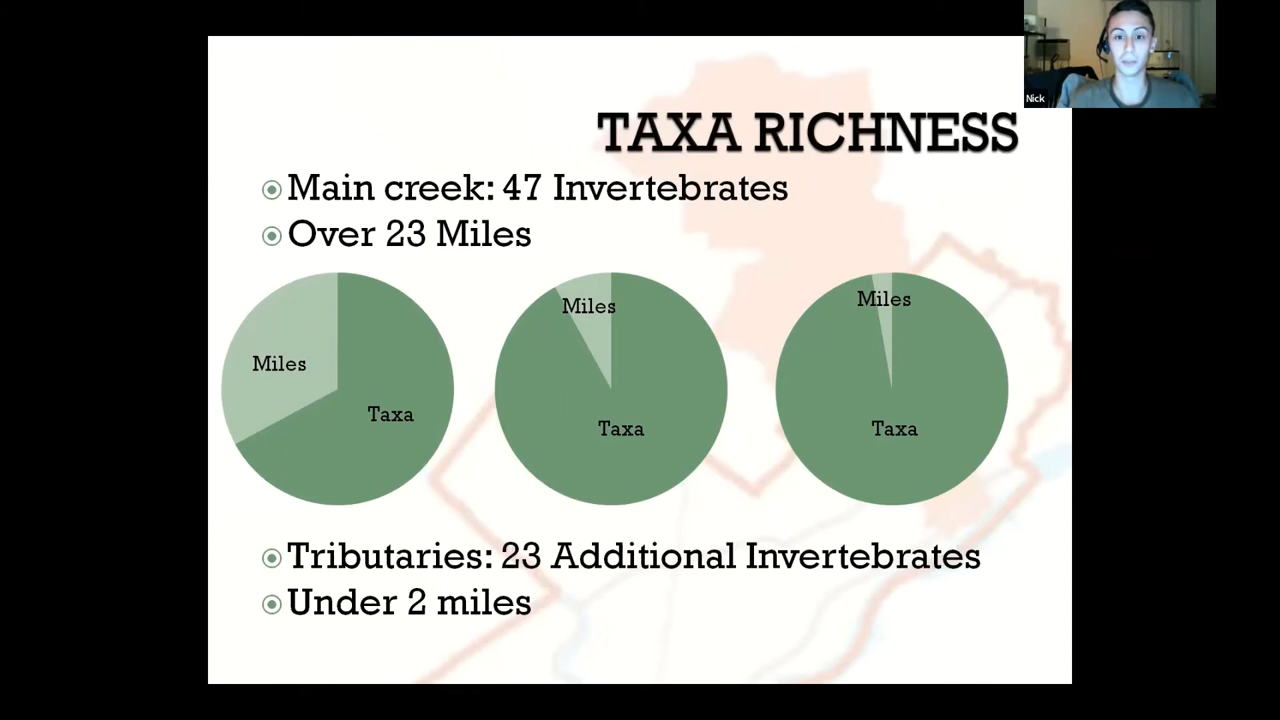 Nick
TAXA RICHNESS
Main creek: 47 Invertebrates
Over 23 Miles
Miles
Taxa
Miles
Taxa
Miles
Taxa
Tributaries: 23 Additional Invertebrates
Under 2 miles